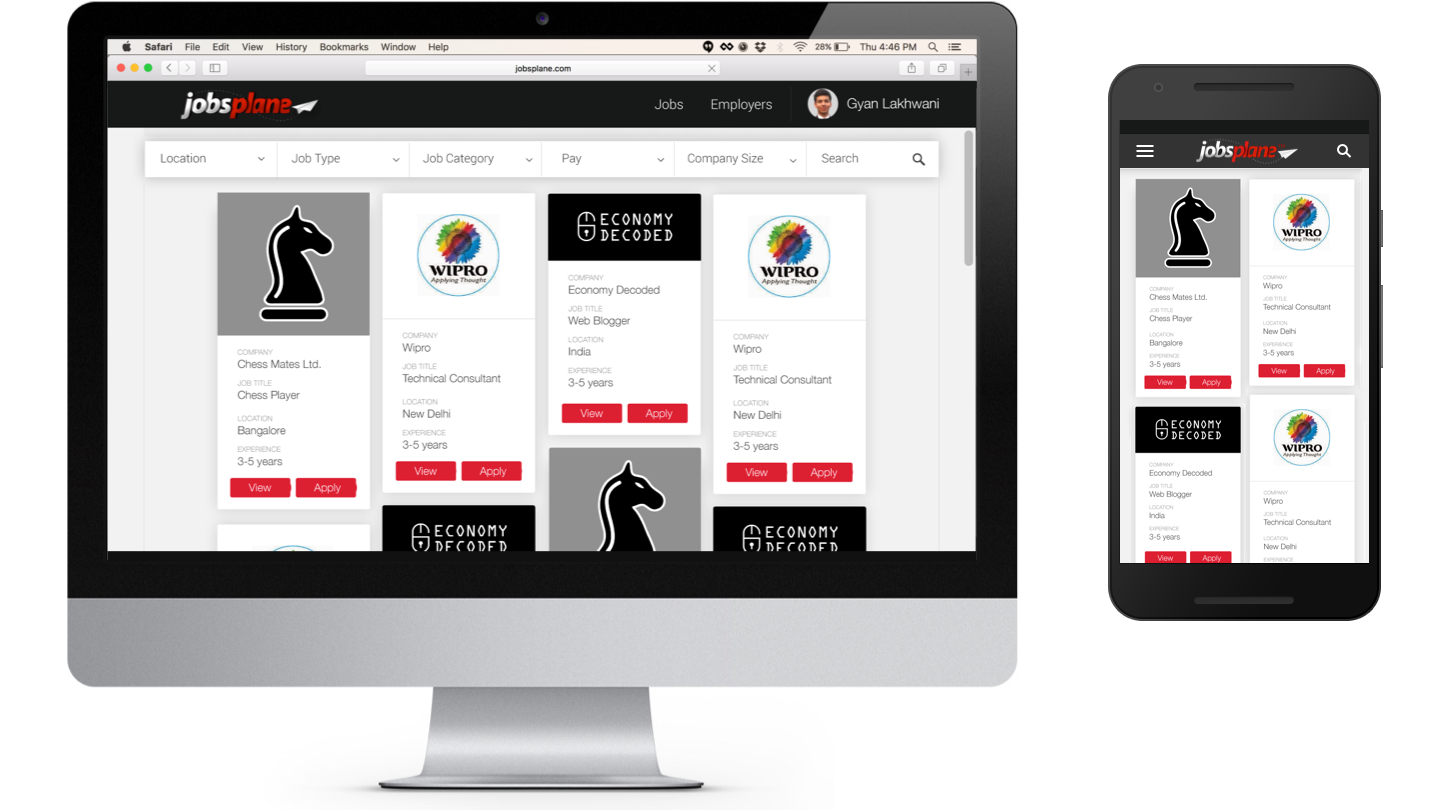 Safari File Edit View History Bookmarks Window Help 28% Thu 4:46 PM
jobsplane.com
jobsplane Jobs Employers Gyan Lakhwani
Location Job Type Job Category Pay Company Size Search
COMPANY
Chess Mates Ltd.
JOB TITLE
Chess Player
LOCATION
Bangalore
EXPERIENCE
3-5 years
View Apply
WIPRO
Applying Thought
COMPANY
Wipro
JOB TITLE
Technical Consultant
LOCATION
New Delhi
EXPERIENCE
3-5 years
View Apply
ECONOMY
DECODED
ECONOMY
DECODED
COMPANY
Economy Decoded
JOB TITLE
Web Blogger
LOCATION
India
EXPERIENCE
3-5 years
View Apply
WIPRO
Applying Thought
COMPANY
Wipro
JOB TITLE
Technical Consultant
LOCATION
New Delhi
EXPERIENCE
3-5 years
View Apply
ECONOMY
DECODED
jobsplane
COMPANY
Chess Mates Ltd.
JOB TITLE
Chess Player
LOCATION
Bangalore
EXPERIENCE
3-5 years
View Apply
WIPRO
Applying Thought
COMPANY
Wipro
JOB TITLE
Technical Consultant
LOCATION
New Delhi
EXPERIENCE
3-5 years
View Apply
ECONOMY
DECODED
COMPANY
Economy Decoded
JOB TITLE
Web Blogger
LOCATION
India
EXPERIENCE
3-5 years
View Apply
WIPRO
Applying Thought
COMPANY
Wipro
JOB TITLE
Technical Consultant
LOCATION
New Delhi
EXPERIENCE